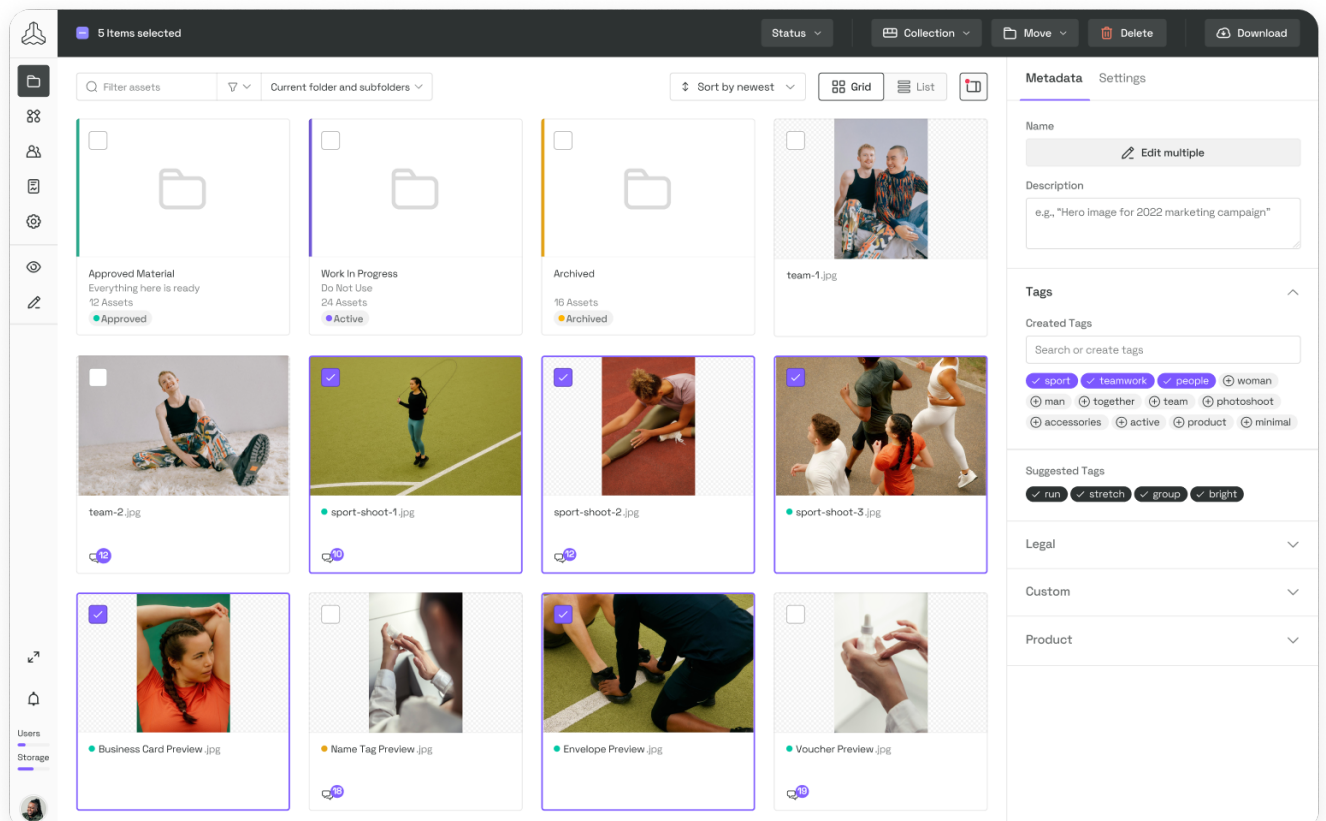 5 Items selected
Status
Collection
Move
Delete
Download
Filter assets
Current folder and subfolders
Sort by newest
Grid
List
Metadata
Settings
Name
Edit multiple
Description
e.g., "Hero image for 2022 marketing campaign"
Approved Material
Everything here is ready
12 Assets
Approved
Work In Progress
Do Not Use
24 Assets
Active
Archived
16 Assets
Archived
team-1.jpg
Tags
Created Tags
Search or create tags
sport teamwork people woman
man together team photoshoot
accessories active product minimal
Suggested Tags
run stretch group bright
Legal
Custom
Product
team-2.jpg
12
sport-shoot-1.jpg
10
sport-shoot-2.jpg
12
sport-shoot-3.jpg
Business Card Preview.jpg
Name Tag Preview.jpg
18
Envelope Preview.jpg
Voucher Preview.jpg
19
Users
Storage